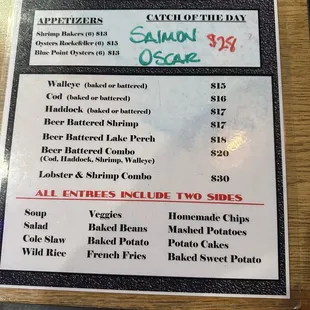 APPETIZERS
Shrimp Bakers (6) $13
Oysters Rockefeller (6) $15
Blue Point Oysters (6) $13
CATCH OF THE DAY
SALMON $28
OSCAR
Walleye (baked or battered) $15
Cod (baked or battered) $16
Haddock (baked or battered) $17
Beer Battered Shrimp $17
Beer Battered Lake Perch $18
Beer Battered Combo $20
(Cod, Haddock, Shrimp, Walleye)
Lobster & Shrimp Combo $30
ALL ENTREES INCLUDE TWO SIDES
Soup Veggies Homemade Chips
Salad Baked Beans Mashed Potatoes
Cole Slaw Baked Potato Potato Cakes
Wild Rice French Fries Baked Sweet Potato